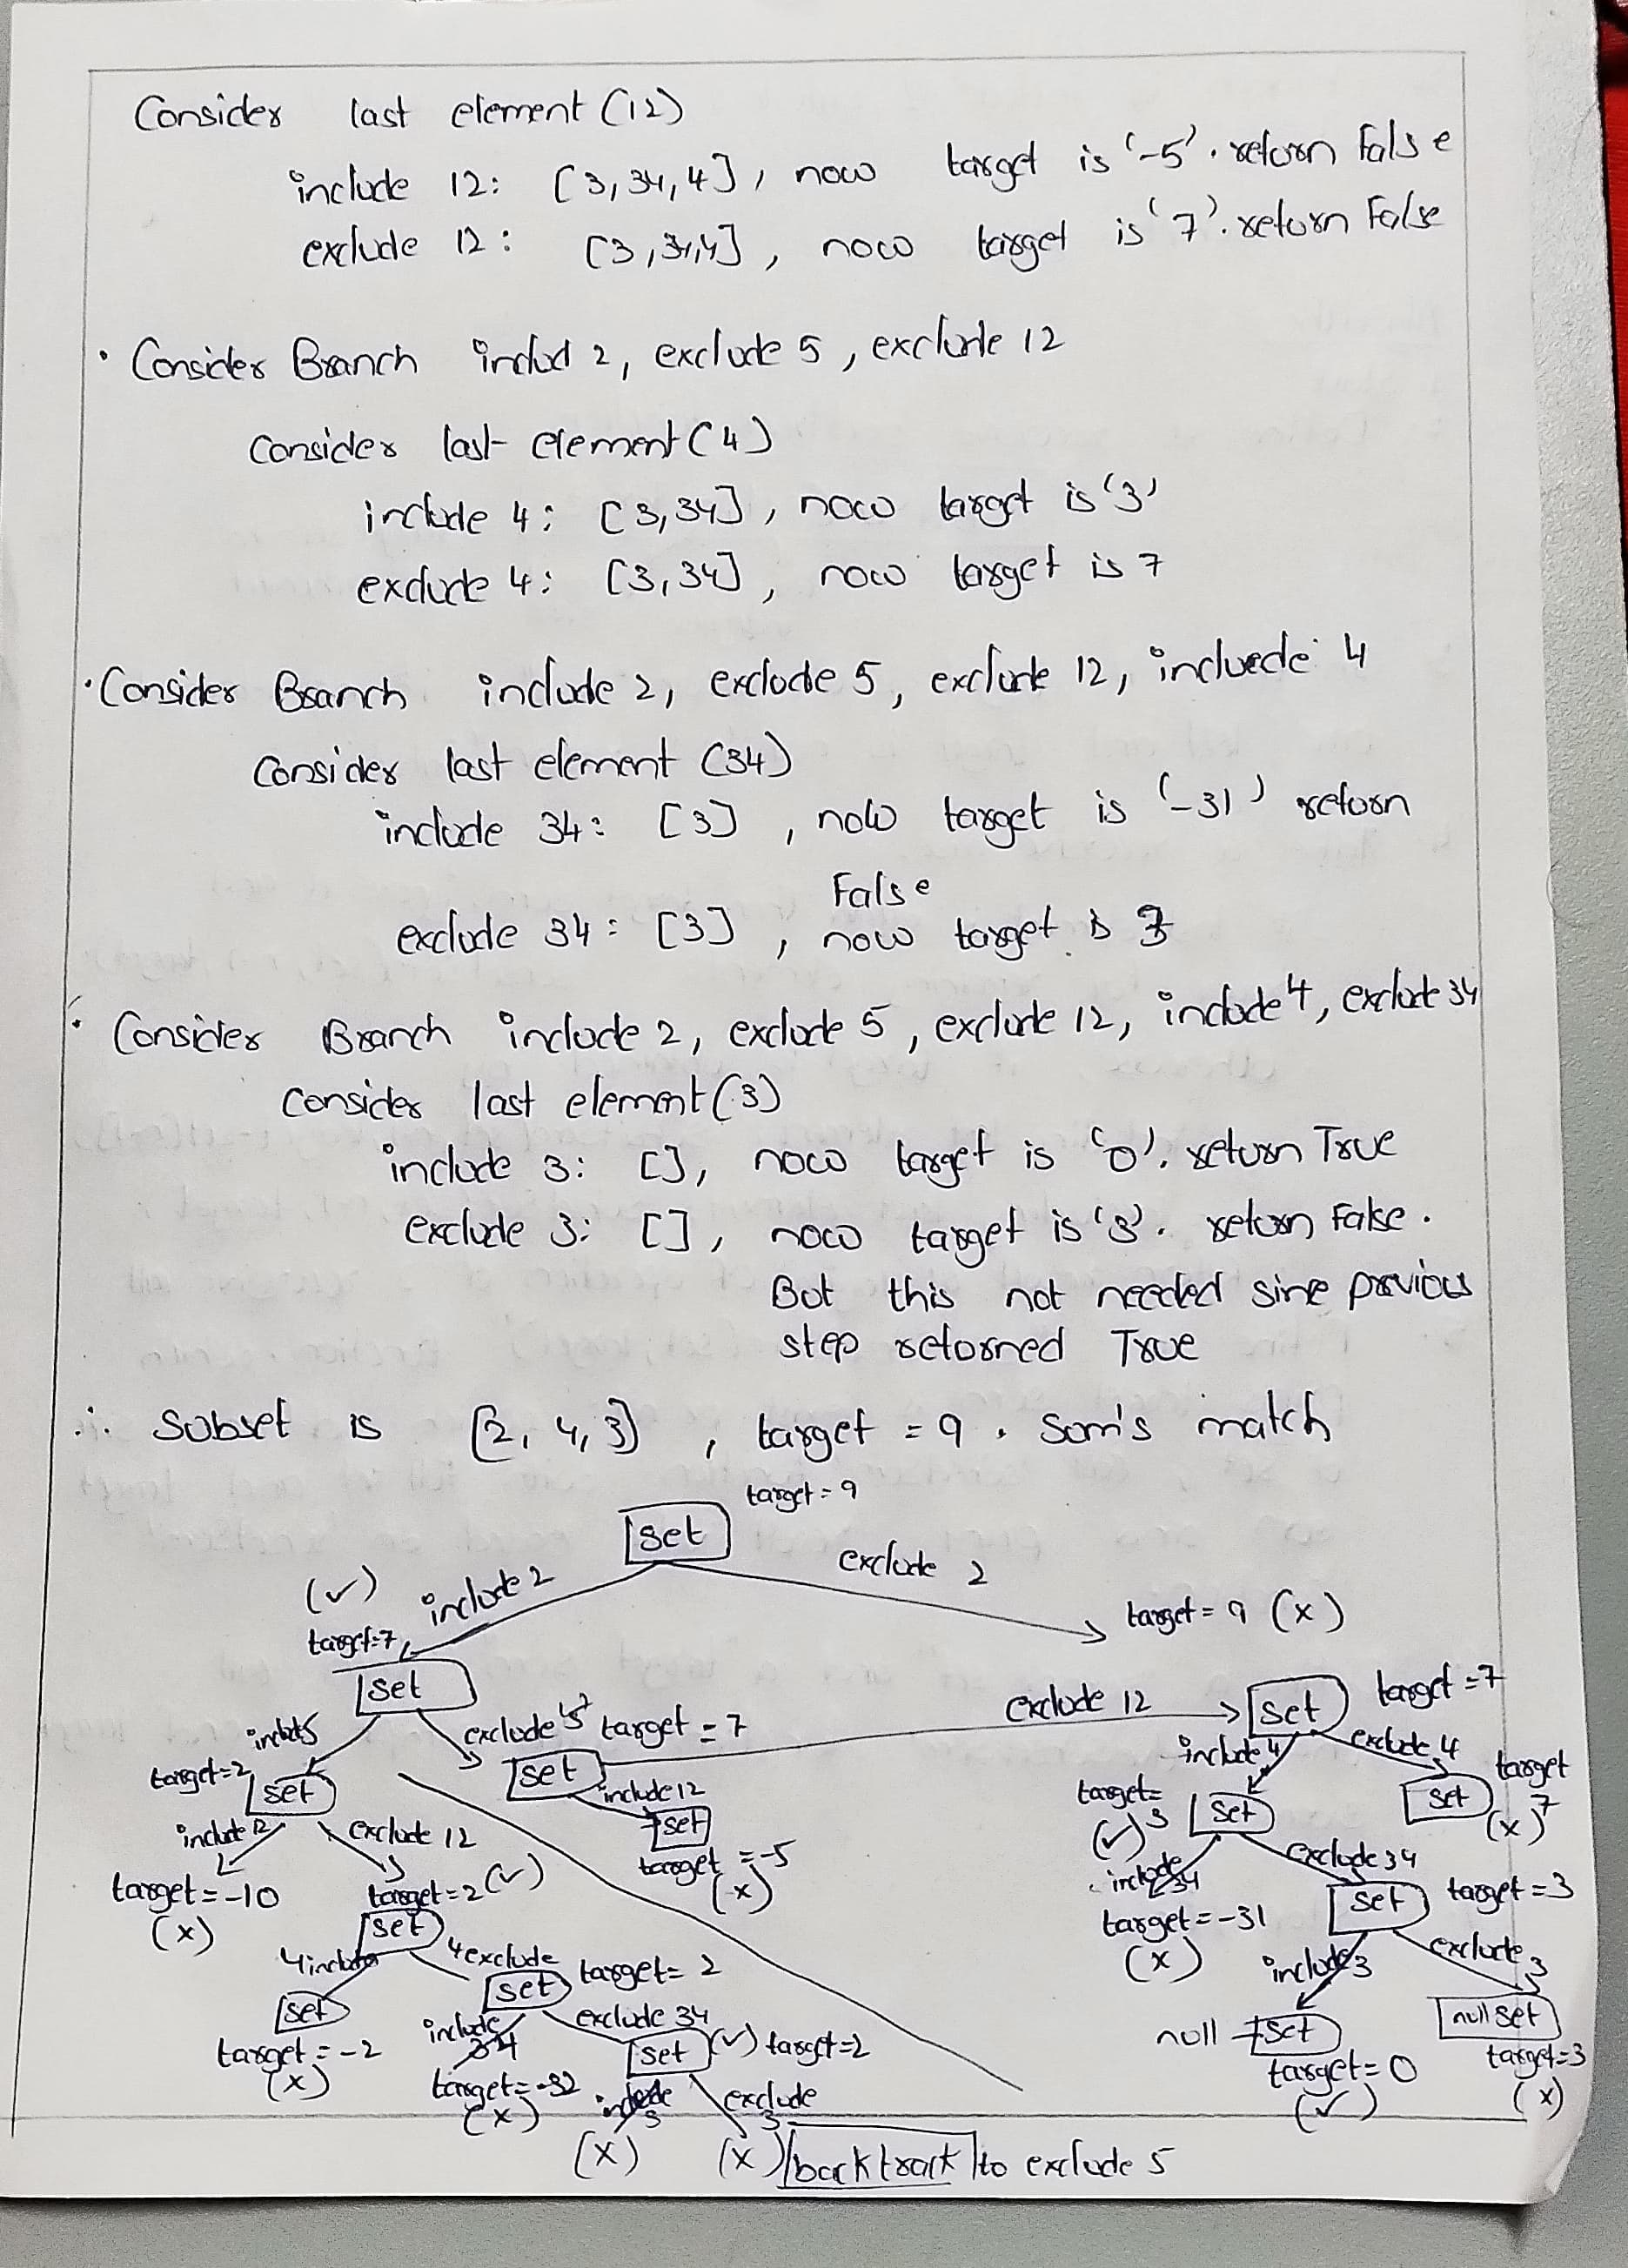 Consider last element (12)
include 12: [3,34,4], now target is '-5'. return False
exclude 12: [3,34,4], now target is '7'. return False
• Consider Branch includ 2, exclude 5, exclude 12
Consider last element (4)
include 4: [3,34], now target is '3'
exclude 4: [3,34], now target is 7
• Consider Branch include 2, exclude 5, exclude 12, incluede 4
Consider last element (34)
include 34: [3], now target is '-31' return
False
exclude 34: [3], now target is 3
• Consider Branch include 2, exclude 5, exclude 12, include 4, exclude 34
Consider last element (3)
include 3: [], now target is '0'. return True
exclude 3: [], now target is '3'. return False.
But this not needed sine previous
step returned True
∴ Subset is [2, 4, 3], target = 9. Sum's match
target = 9
set
include 2
exclude 2
(✓)
target=7
target = 9 (x)
set
exclude 5 target = 7
exclude 12
set target = 7
target=2
set
set
include 12
include 4
exclude 4
target
7
set
(x)
include 12
exclude 12
set
target = -5
(x)
target=
3
(✓)
set
exclude 34
target = -10
(x)
target=2 (✓)
set
include 34
target = -31
(x)
set target = 3
4 include
4 exclude
set target = 2
include 3
exclude 3
set
target = -2
(x)
include 34
exclude 34
target = -32
(x)
set (✓) target=2
null set
target = 0
(✓)
null set
target=3
(x)
include 3
exclude 3
(x)
(x) backtrack to exclude 5